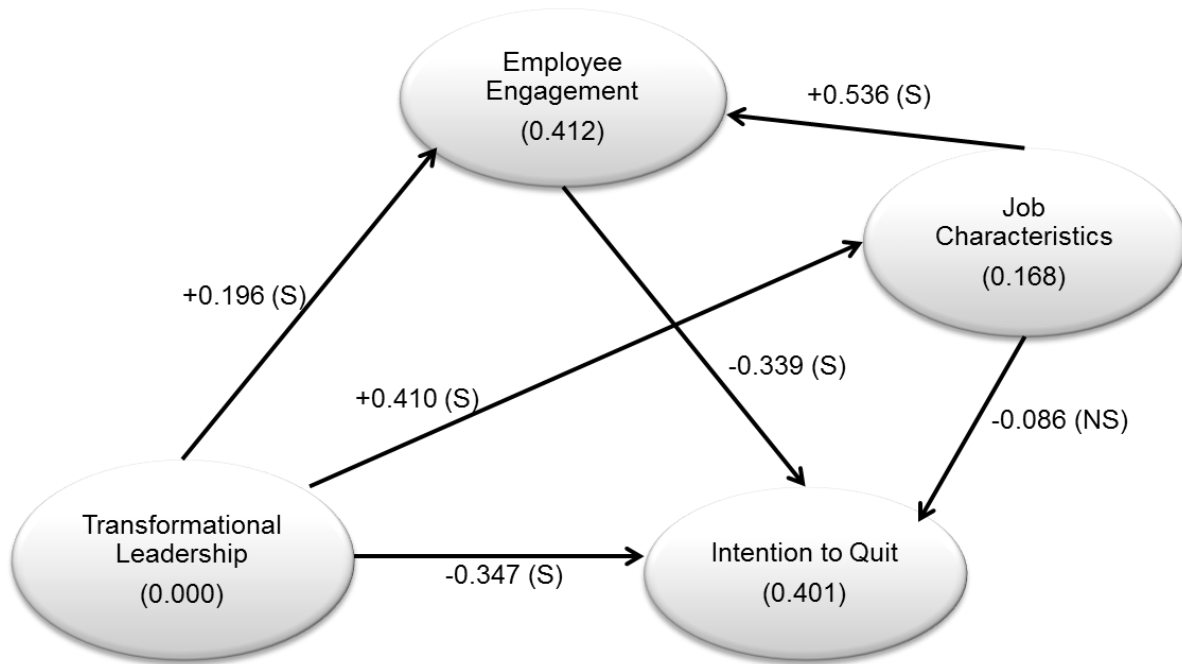 Employee
Engagement
(0.412)
+0.536 (S)
Job
Characteristics
(0.168)
+0.196 (S)
-0.339 (S)
+0.410 (S)
-0.086 (NS)
Transformational
Leadership
(0.000)
-0.347 (S)
Intention to Quit
(0.401)